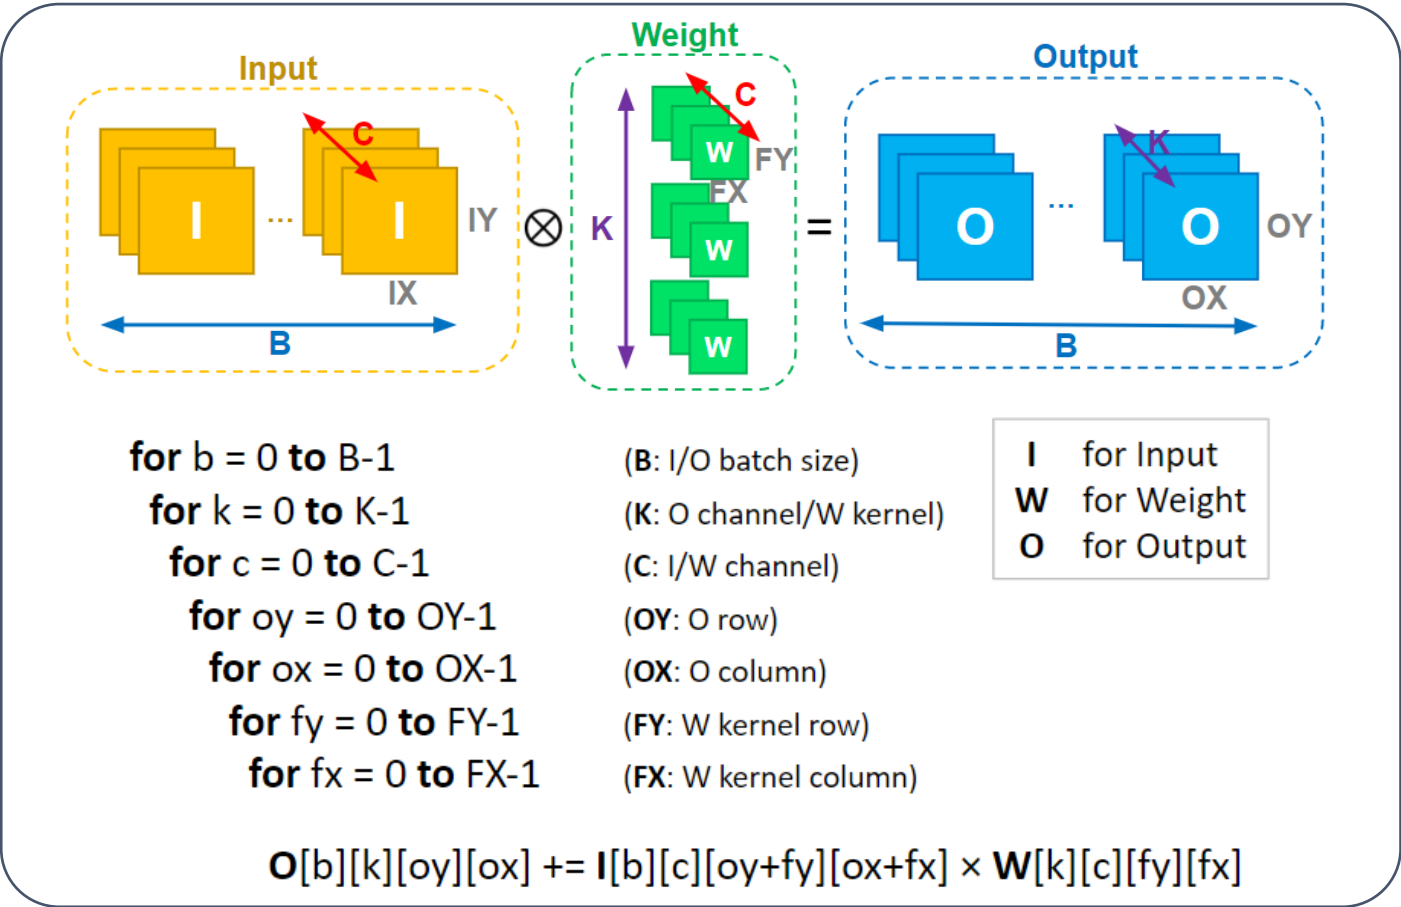 Input
Weight
Output
C
I
...
I
IY
IX
B
K
C
W
FY
FX
W
W
=
K
O
...
O
OY
OX
B
for b = 0 to B-1 (B: I/O batch size)
for k = 0 to K-1 (K: O channel/W kernel)
for c = 0 to C-1 (C: I/W channel)
for oy = 0 to OY-1 (OY: O row)
for ox = 0 to OX-1 (OX: O column)
for fy = 0 to FY-1 (FY: W kernel row)
for fx = 0 to FX-1 (FX: W kernel column)
I for Input
W for Weight
O for Output
O[b][k][oy][ox] += I[b][c][oy+fy][ox+fx] × W[k][c][fy][fx]